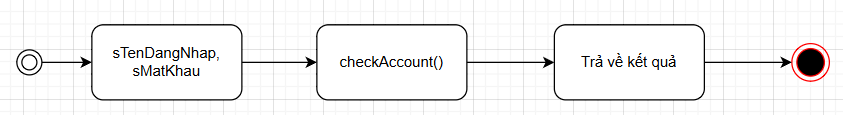 sTenDangNhap,
sMatKhau
checkAccount()
Trả về kết quả